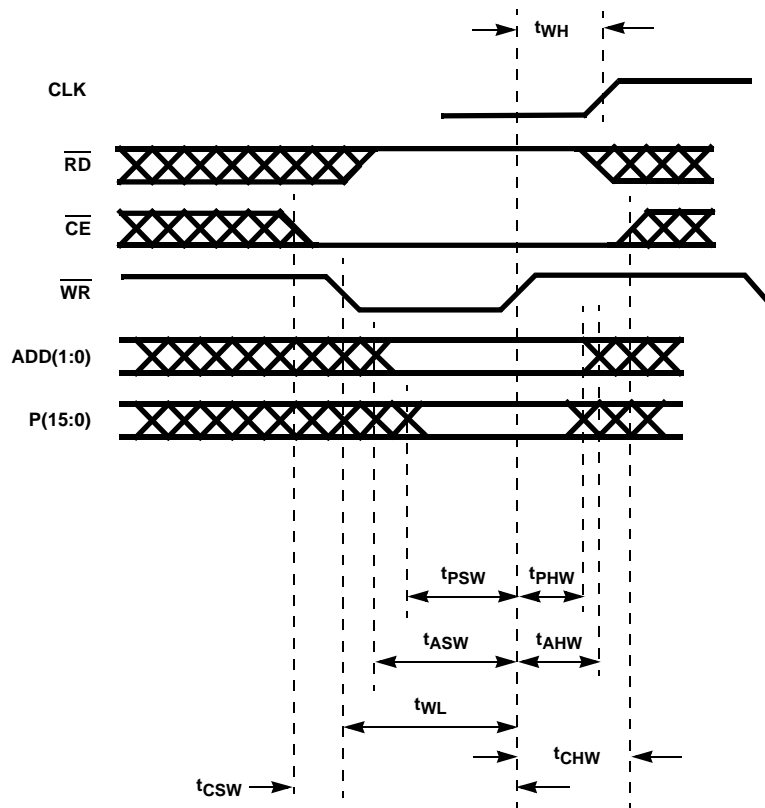 tWH
CLK
RD
CE
WR
ADD(1:0)
P(15:0)
tPSW tPHW
tASW tAHW
tWL
tCHW
tCSW